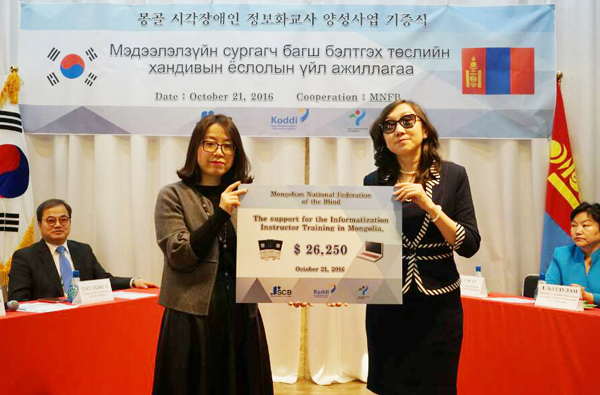 몽골 시각장애인 정보화교사 양성사업 기증식
Мэдээлэлзүйн сургагч багш бэлтгэх төслийн
хандивын ёслолын үйл ажиллагаа
Date : October 21, 2016 Cooperation : MNFB
Koddi
Mongolian National Federation
of the Blind
The support for the Informatization
Instructor Training in Mongolia,
$ 26,250
October 21, 2016
SCB
Koddi